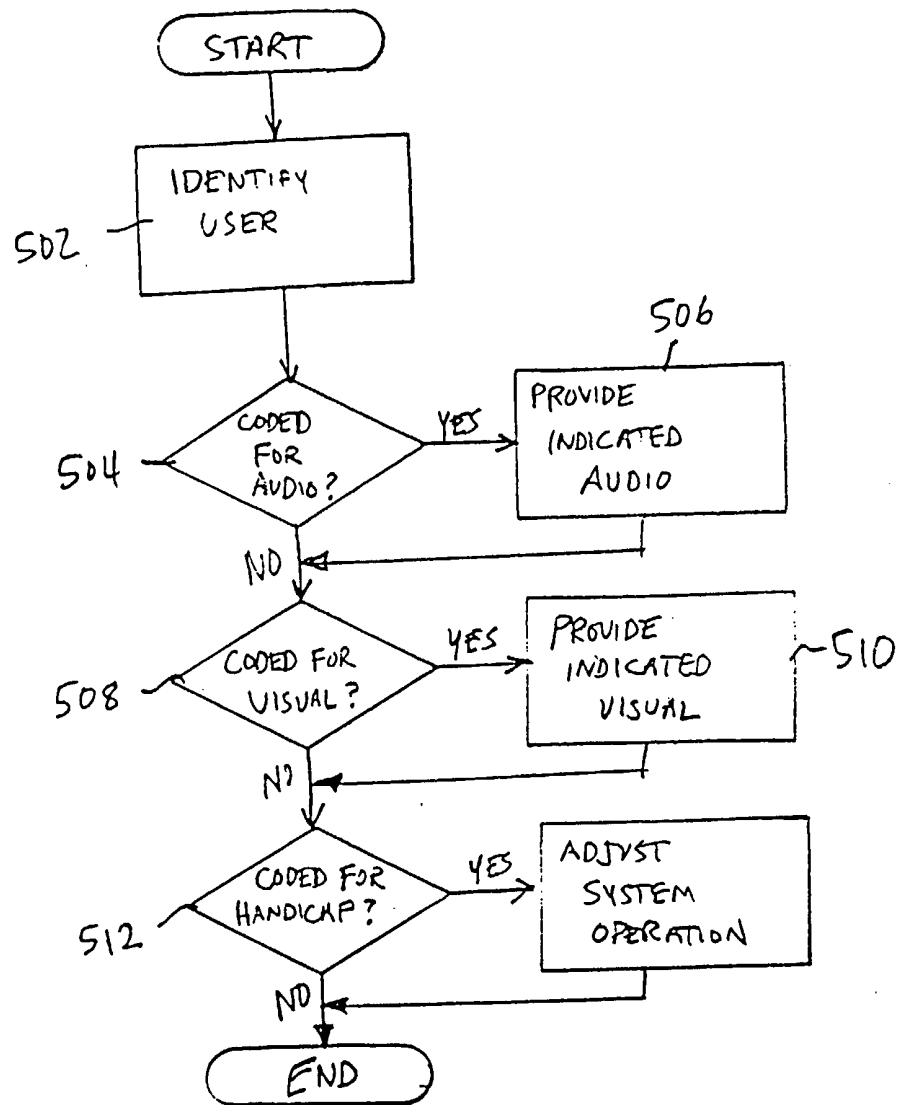 START
IDENTIFY
USER
502
506
CODED
FOR
AUDIO?
504
YES
PROVIDE
INDICATED
AUDIO
NO
CODED FOR
VISUAL?
508
YES
PROVIDE
INDICATED
VISUAL
510
NO
CODED FOR
HANDICAP?
512
YES
ADJUST
SYSTEM
OPERATION
NO
END